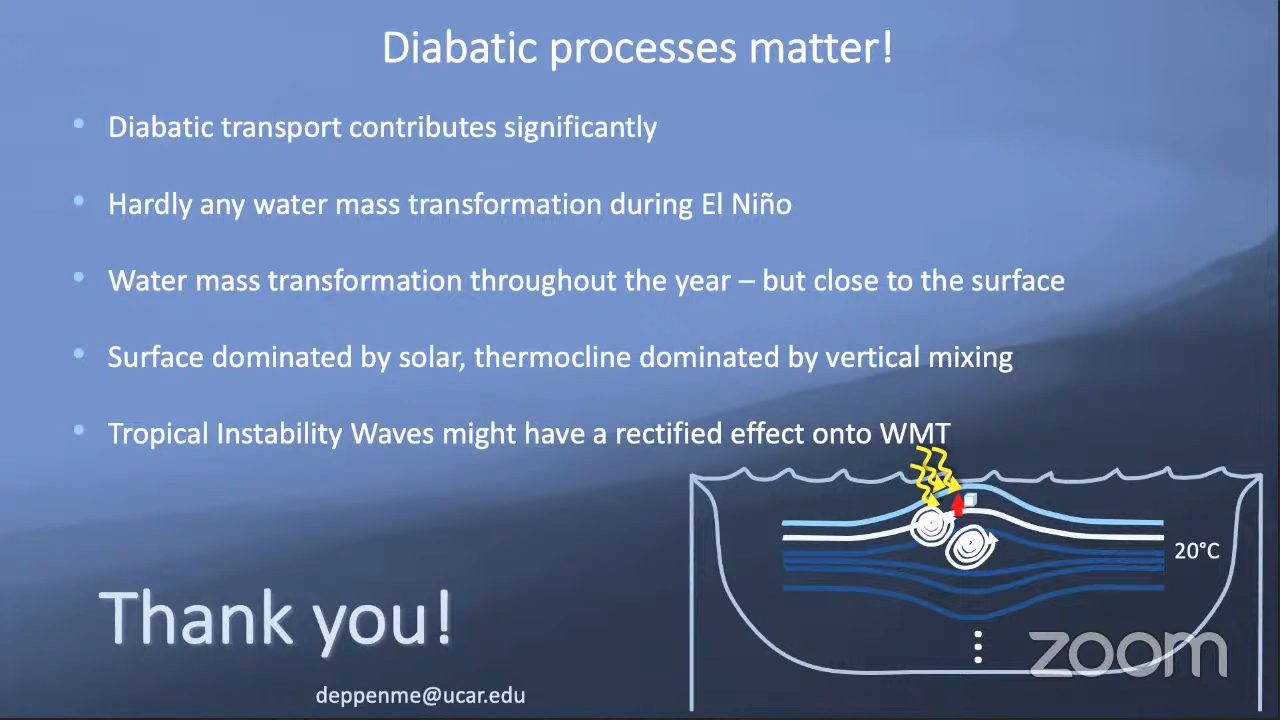 Diabatic processes matter!
• Diabatic transport contributes significantly
• Hardly any water mass transformation during El Niño
• Water mass transformation throughout the year – but close to the surface
• Surface dominated by solar, thermocline dominated by vertical mixing
• Tropical Instability Waves might have a rectified effect onto WMT
20°C
Thank you!
zoom
deppenme@ucar.edu